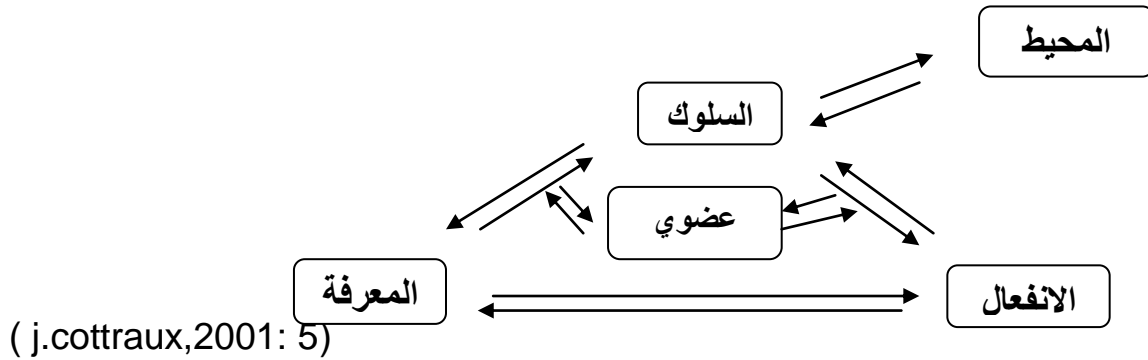 المحيط
السلوك
عضوي
المعرفة
الانفعال
( j.cottraux,2001: 5)